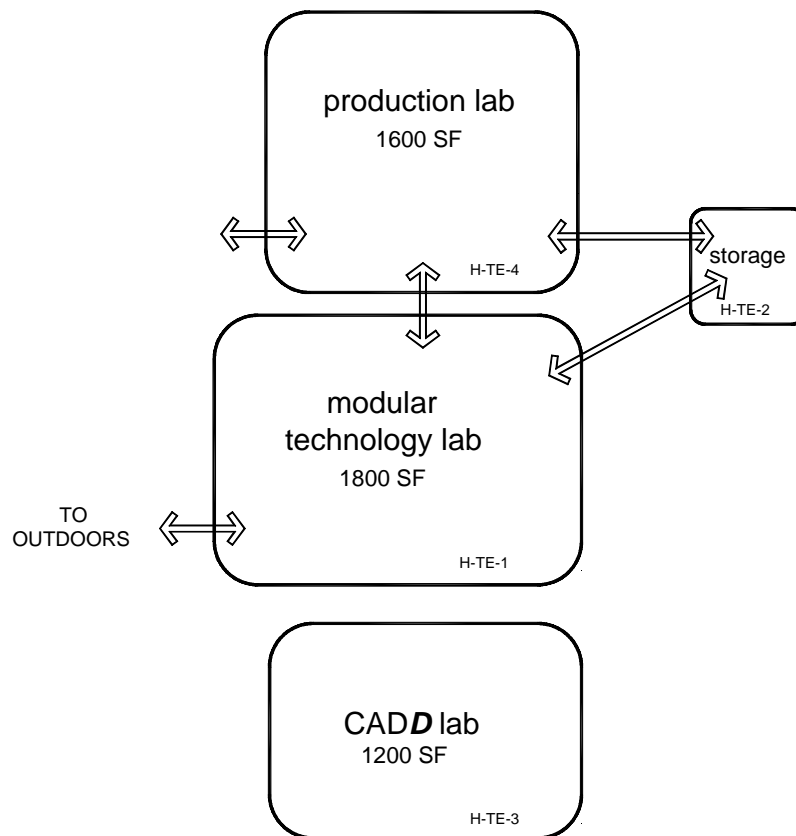 production lab
1600 SF
H-TE-4
storage
H-TE-2
modular
technology lab
1800 SF
TO
OUTDOORS
H-TE-1
CADD lab
1200 SF
H-TE-3